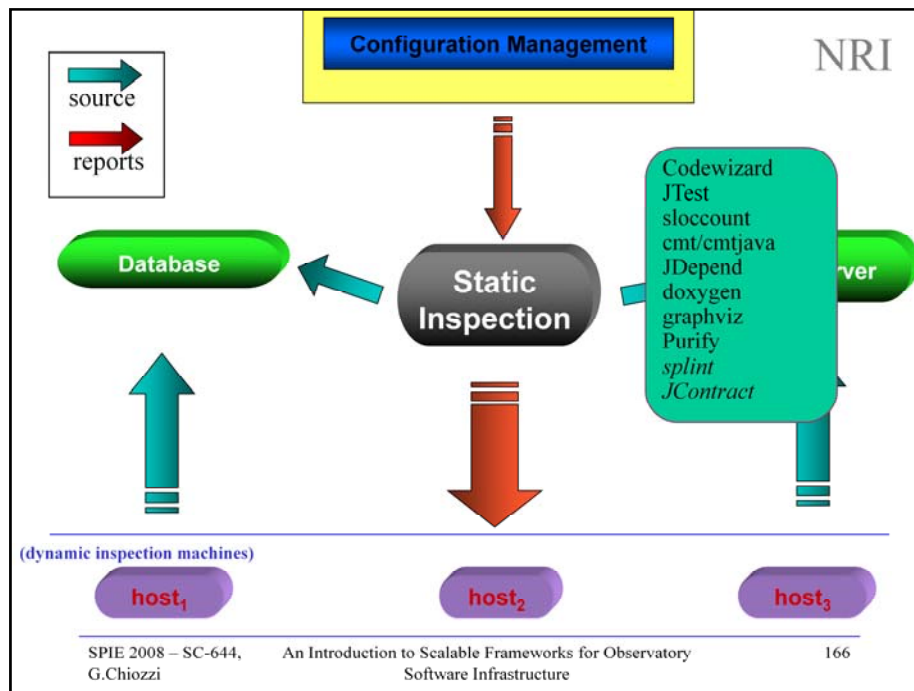 Configuration Management
NRI
source
reports
Codewizard
JTest
sloccount
cmt/cmtjava
JDepend
doxygen
graphviz
Purify
splint
JContract
Database
Static
Inspection
(dynamic inspection machines)
host1
host2
host3
SPIE 2008 – SC-644,
G.Chiozzi
An Introduction to Scalable Frameworks for Observatory
Software Infrastructure
166